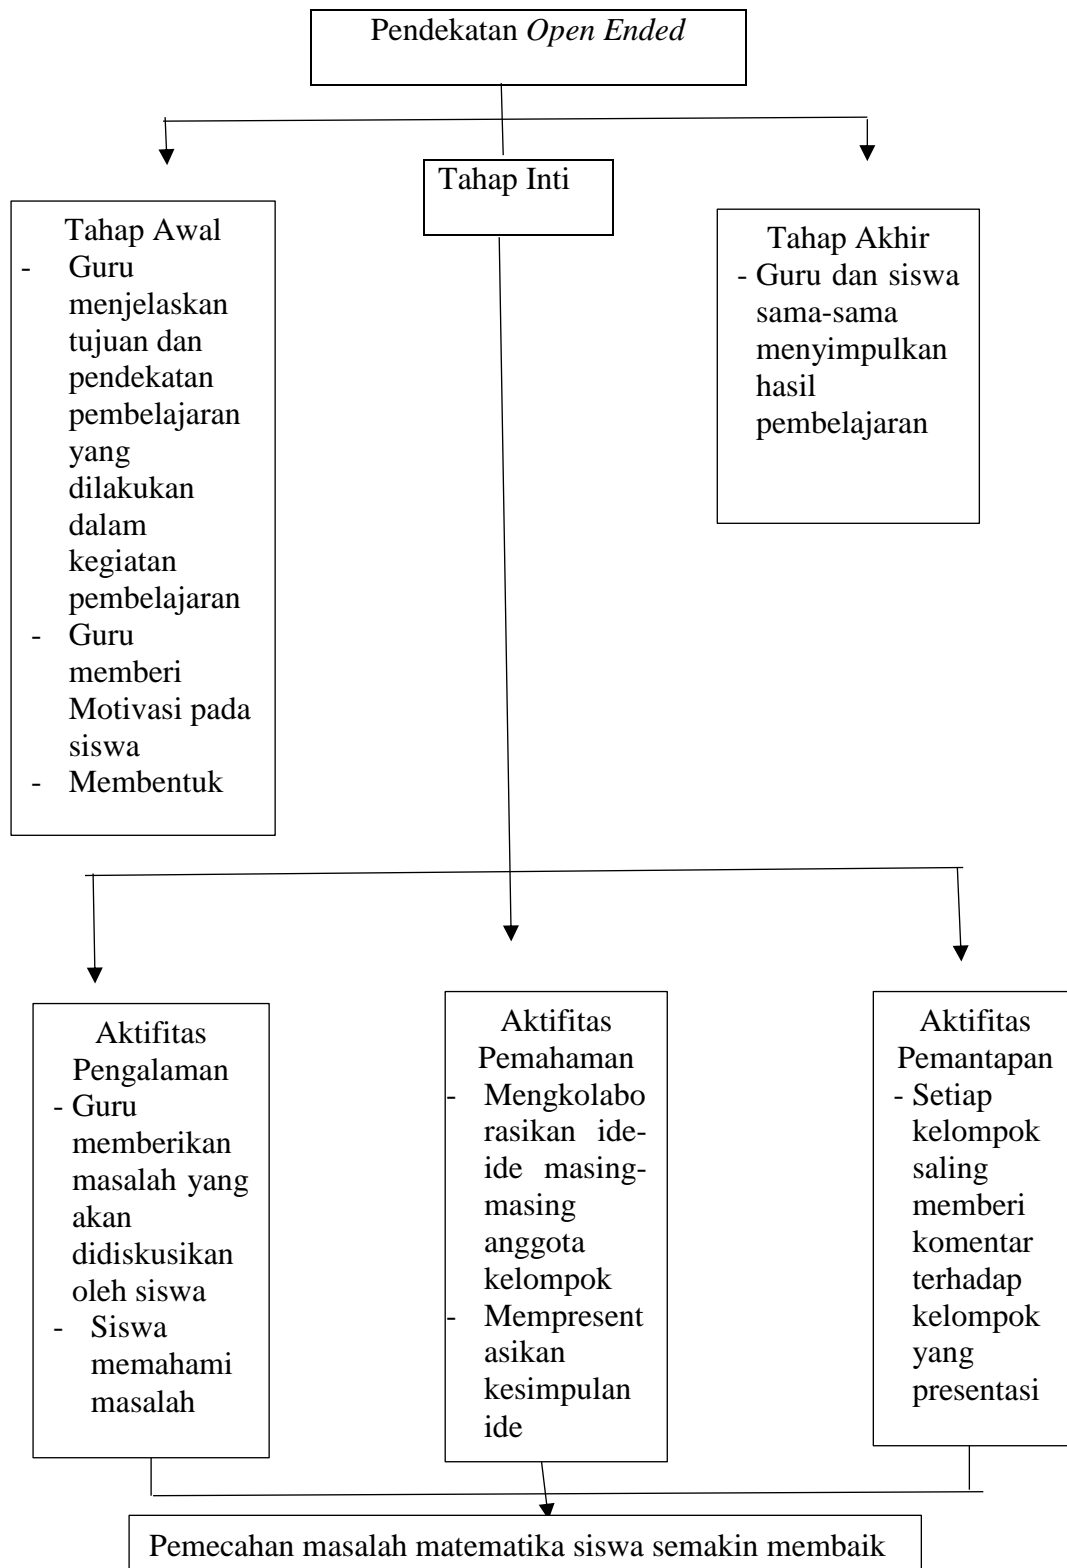 Pendekatan Open Ended
Tahap Awal
- Guru
menjelaskan
tujuan dan
pendekatan
pembelajaran
yang
dilakukan
dalam
kegiatan
pembelajaran
- Guru
memberi
Motivasi pada
siswa
- Membentuk
Tahap Inti
Tahap Akhir
- Guru dan siswa
sama-sama
menyimpulkan
hasil
pembelajaran
Aktifitas
Pengalaman
- Guru
memberikan
masalah yang
akan
didiskusikan
oleh siswa
- Siswa
memahami
masalah
Aktifitas
Pemahaman
- Mengkolabo
rasikan ide-
ide masing-
masing
anggota
kelompok
- Mempresent
asikan
kesimpulan
ide
Aktifitas
Pemantapan
- Setiap
kelompok
saling
memberi
komentar
terhadap
kelompok
yang
presentasi
Pemecahan masalah matematika siswa semakin membaik